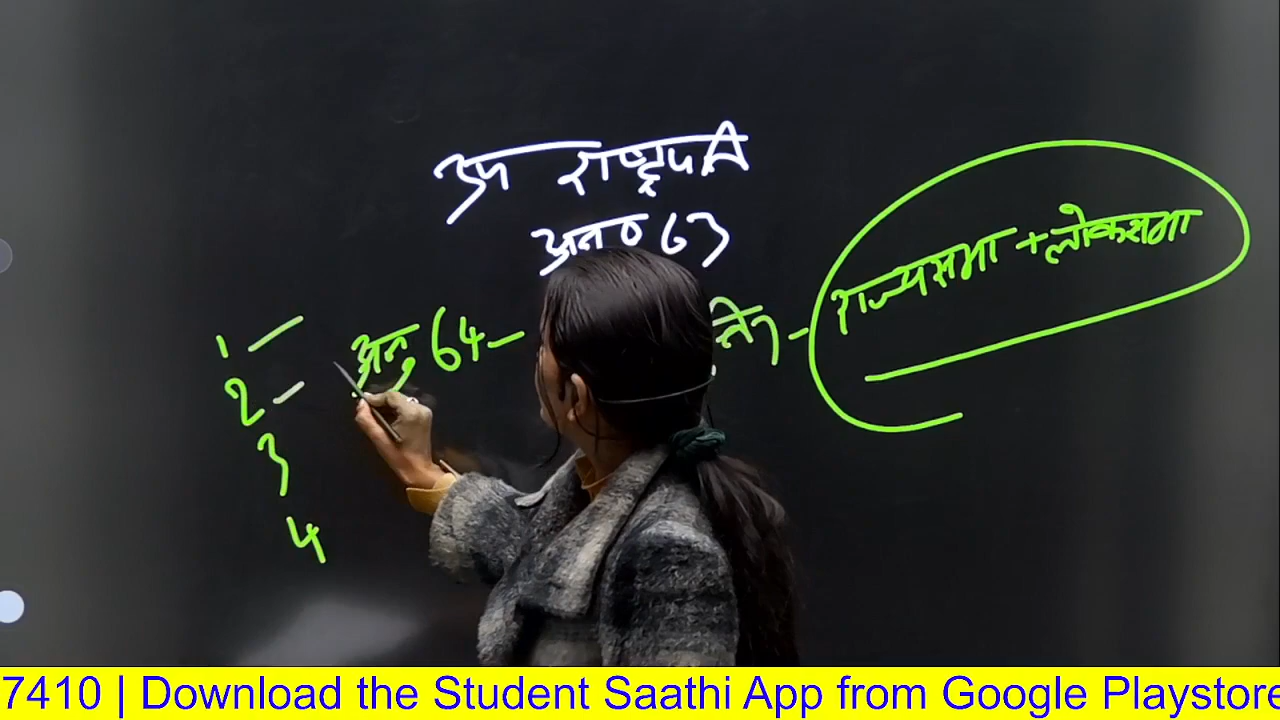 उप राष्ट्रपति
अनु० 63
राज्यसभा + लोकसभा
1 – अनु 64 –
2 –
3
4
7410 | Download the Student Saathi App from Google Playstore